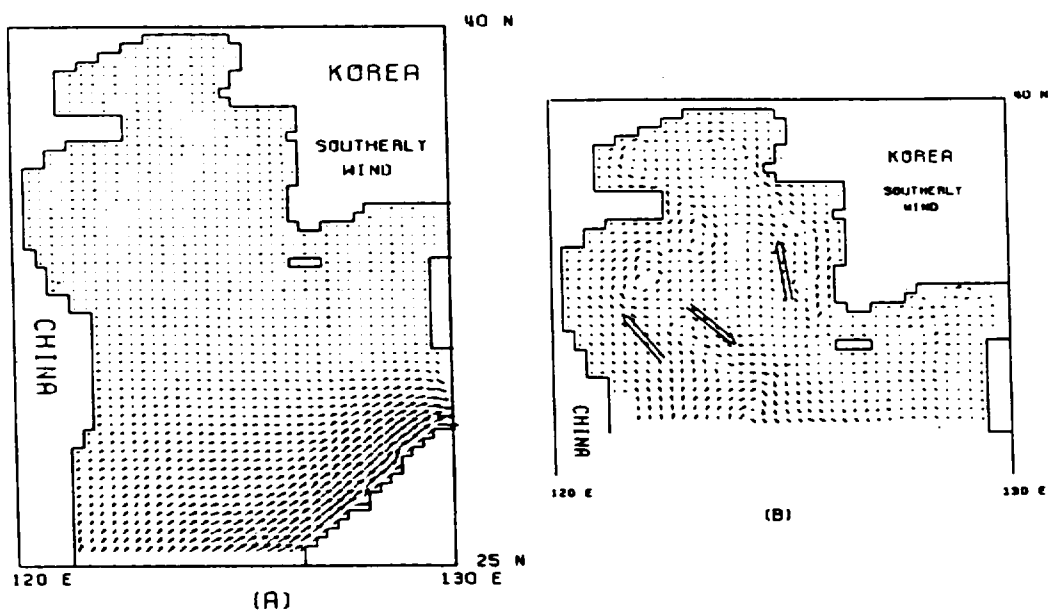 40 N
KOREA
SOUTHERLY
WIND
CHINA
25 N
120 E
130 E
(A)
40 N
KOREA
SOUTHERLY
WIND
CHINA
120 E
130 E
(B)